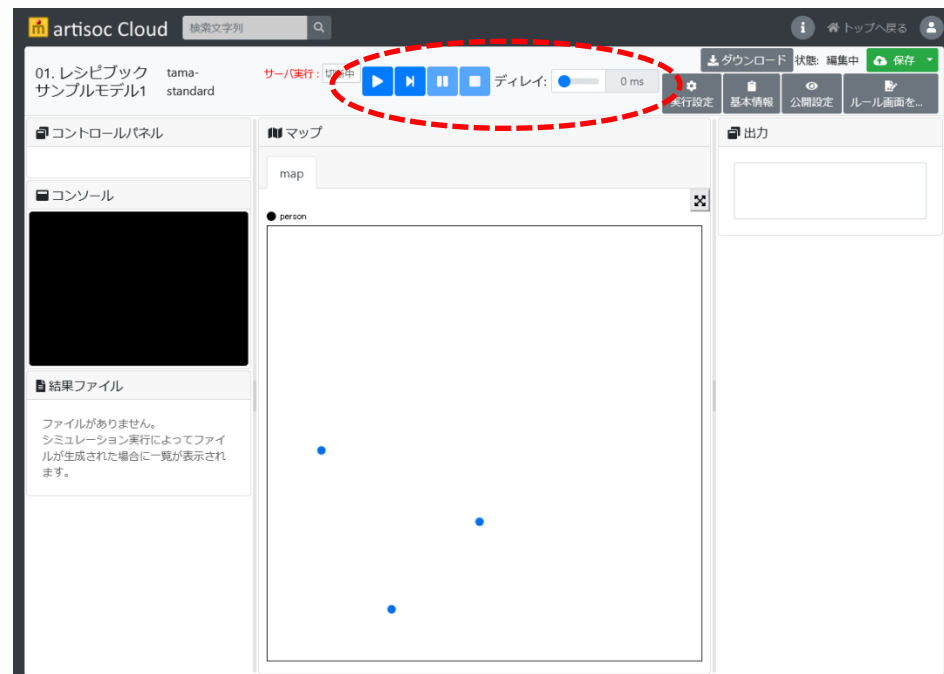 artisoc Cloud
検索文字列
トップへ戻る
01. レシピブック
サンプルモデル1
tama-
standard
サーバ実行:
ディレイ:
0 ms
ダウンロード
状態: 編集中
保存
実行設定
基本情報
公開設定
ルール画面を...
コントロールパネル
マップ
出力
map
コンソール
person
結果ファイル
ファイルがありません。
シミュレーション実行によってファイ
ルが生成された場合に一覧が表示され
ます。